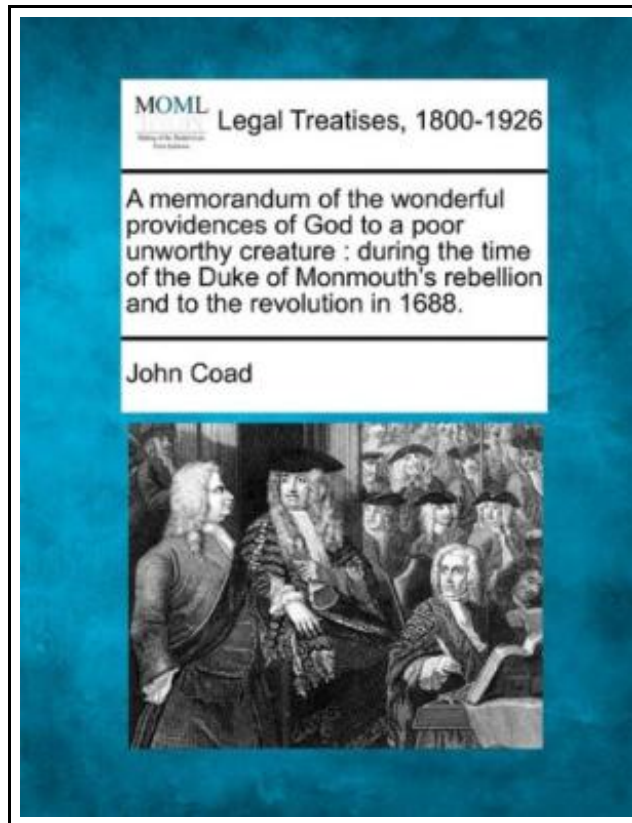 MOML
Legal Treatises, 1800-1926
A memorandum of the wonderful
providences of God to a poor
unworthy creature : during the time
of the Duke of Monmouth's rebellion
and to the revolution in 1688.
John Coad